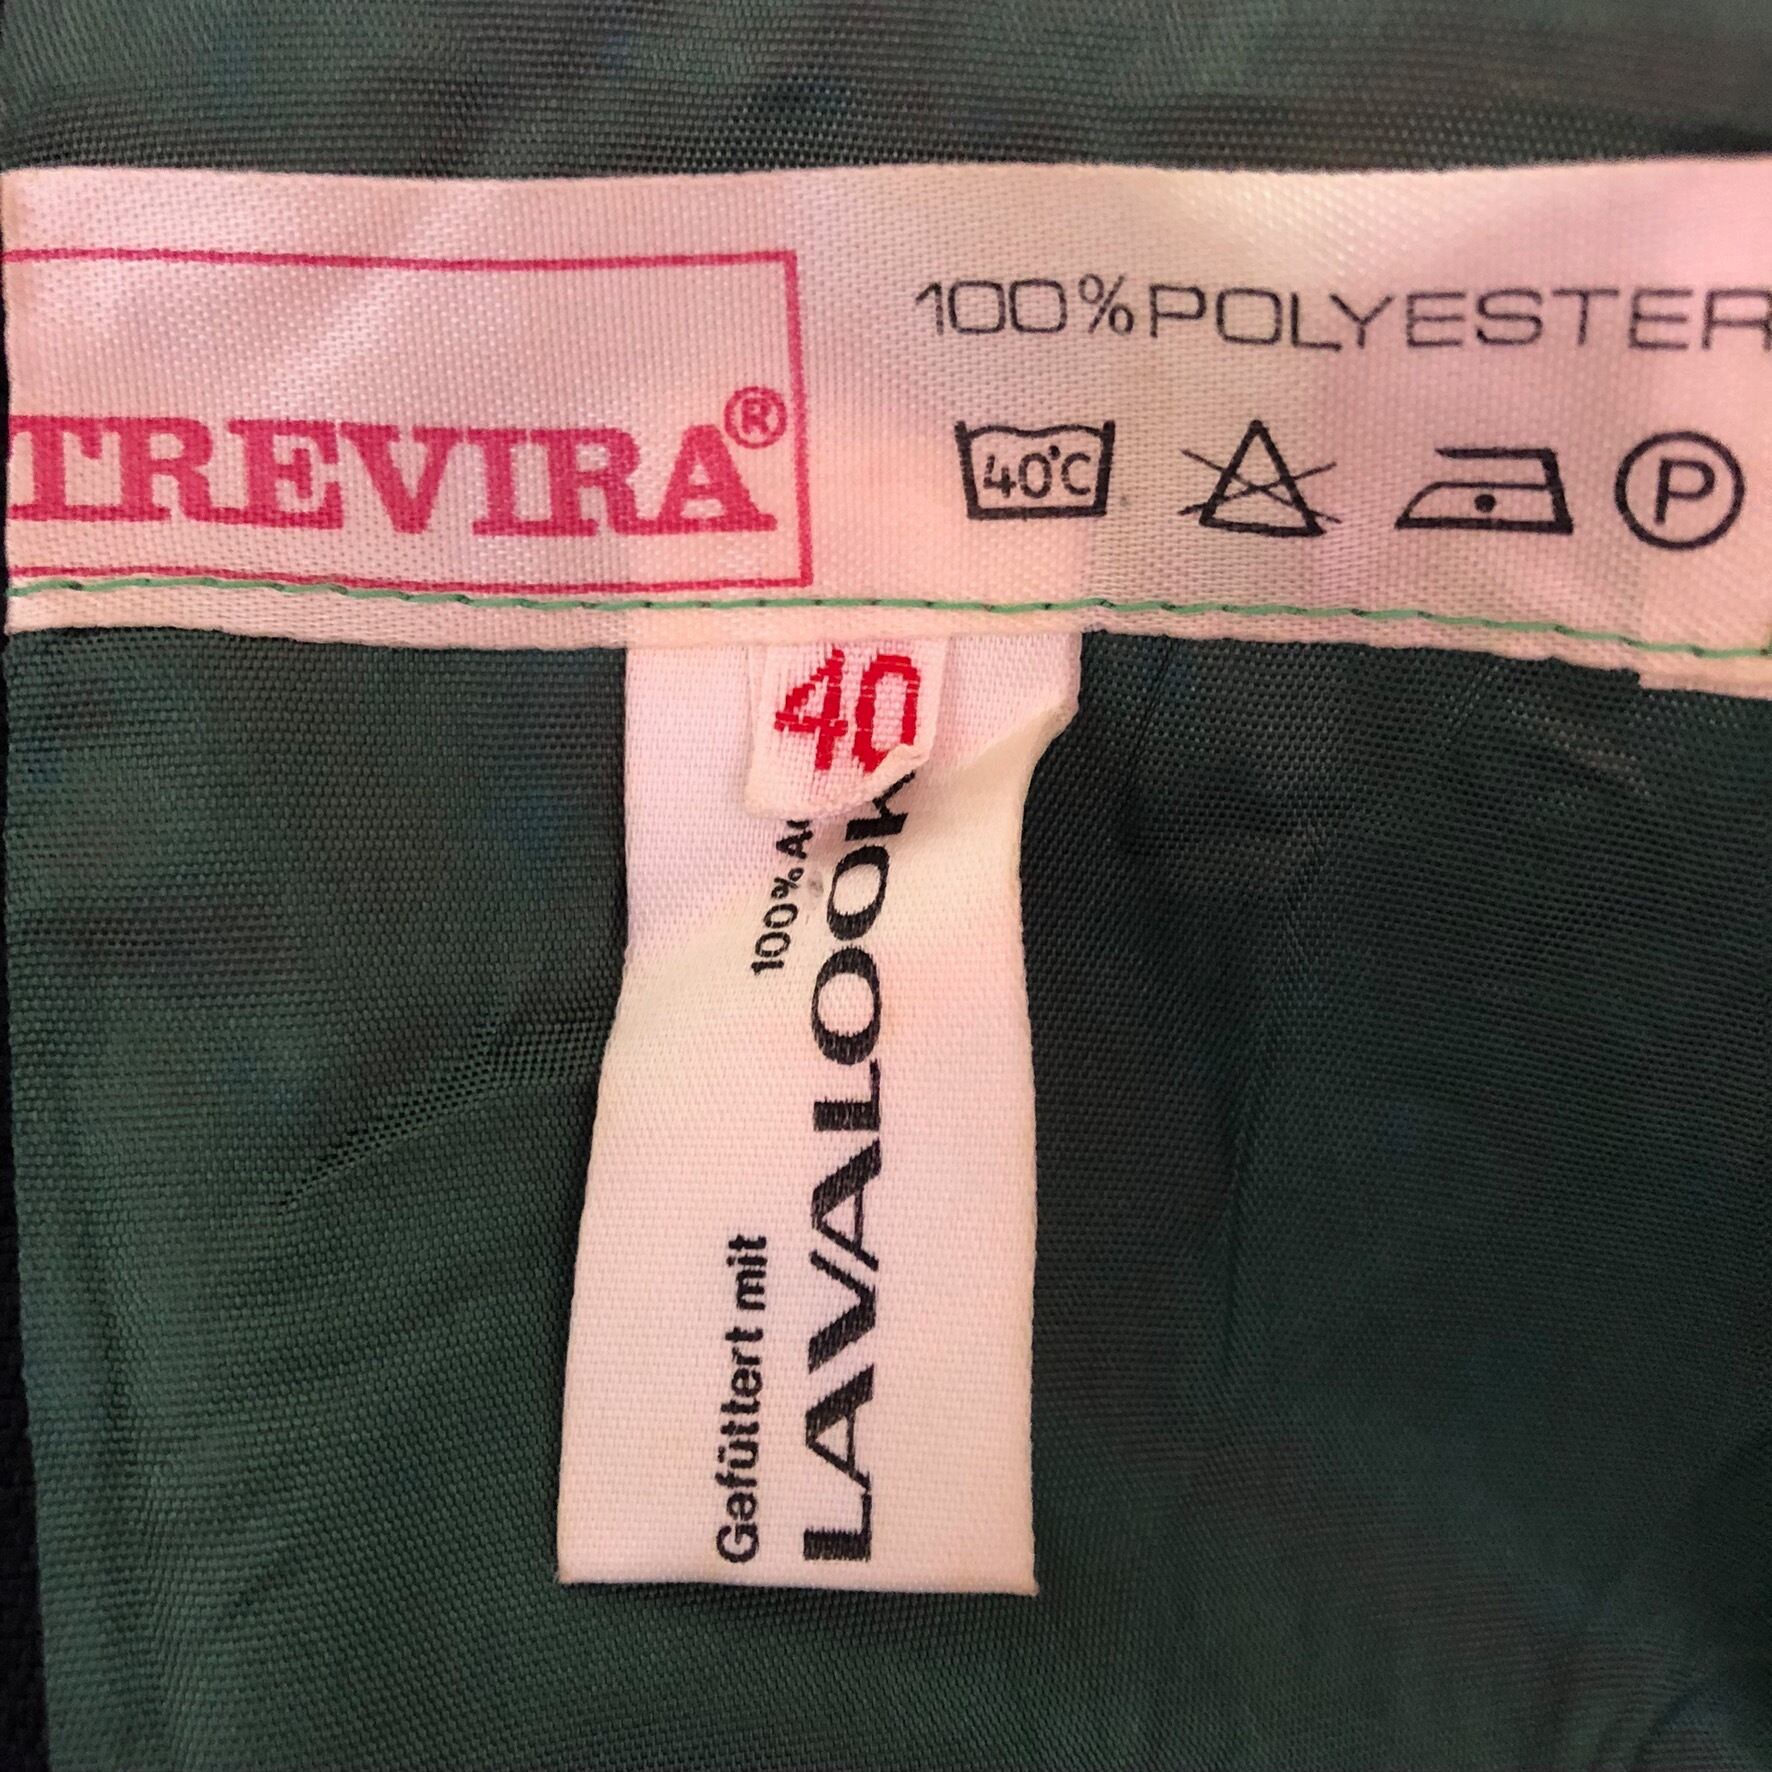 100%POLYESTER
TREVIRA®
40°C
P
40
Gefüttert mit 100%
LAVALOOK